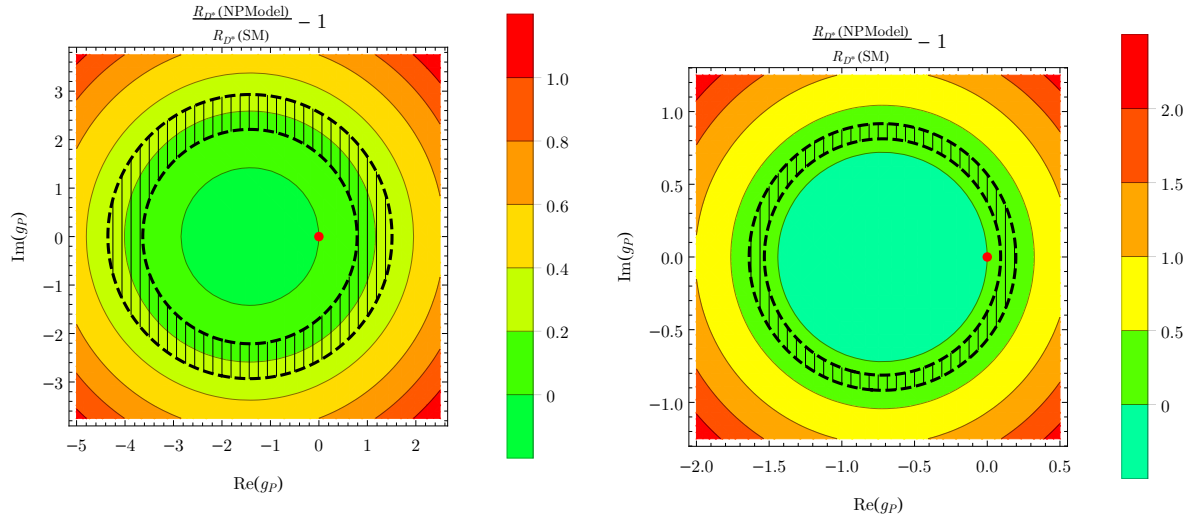 R_{D*}(NPModel)/R_{D*}(SM) − 1
3
2
1
0
−1
−2
−3
Im(g_P)
−5 −4 −3 −2 −1 0 1 2
Re(g_P)
1.0
0.8
0.6
0.4
0.2
0
R_{D*}(NPModel)/R_{D*}(SM) − 1
1.0
0.5
0.0
−0.5
−1.0
Im(g_P)
−2.0 −1.5 −1.0 −0.5 0.0 0.5
Re(g_P)
2.0
1.5
1.0
0.5
0